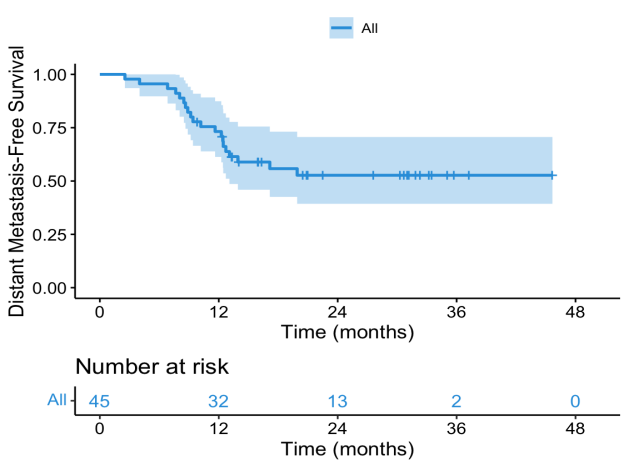 All
Distant Metastasis-Free Survival
1.00
0.75
0.50
0.25
0.00
0 12 24 36 48
Time (months)
Number at risk
All 45 32 13 2 0
0 12 24 36 48
Time (months)